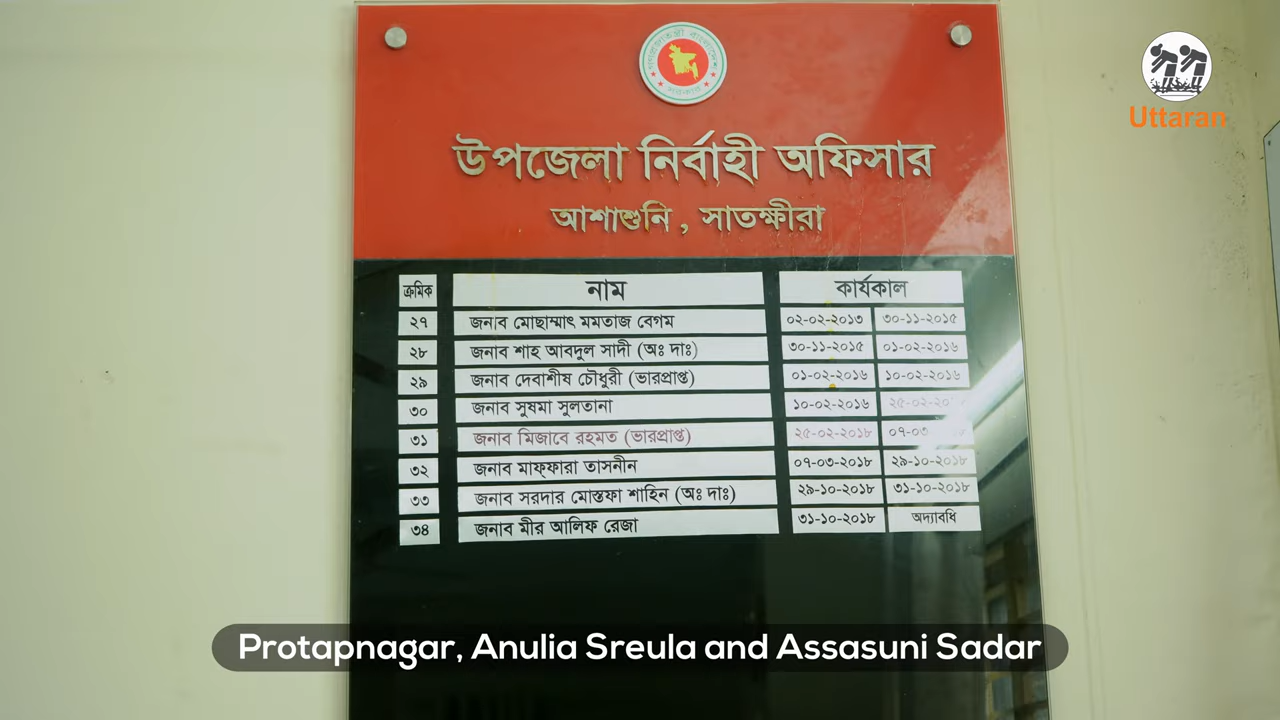 গণপ্রজাতন্ত্রী বাংলাদেশ
সরকার
Uttaran
উপজেলা নির্বাহী অফিসার
আশাশুনি , সাতক্ষীরা
ক্রমিক নাম কার্যকাল
২৭ জনাব মোছাম্মাৎ মমতাজ বেগম ০২-০২-২০১৩ ৩০-১১-২০১৫
২৮ জনাব শাহ আবদুল সাদী (অঃ দাঃ) ৩০-১১-২০১৫ ০১-০২-২০১৬
২৯ জনাব দেবাশীষ চৌধুরী (ভারপ্রাপ্ত) ০১-০২-২০১৬ ১০-০২-২০১৬
৩০ জনাব সুষমা সুলতানা ১০-০২-২০১৬
৩১ জনাব মিজাবে রহমত (ভারপ্রাপ্ত) ২৫-০২-২০১৮
৩২ জনাব মাফ্ফারা তাসনীন ০৭-০৩-২০১৮ ২৯-১০-২০১৮
৩৩ জনাব সরদার মোস্তফা শাহিন (অঃ দাঃ) ২৯-১০-২০১৮ ৩১-১০-২০১৮
৩৪ জনাব মীর আলিফ রেজা ৩১-১০-২০১৮ অদ্যাবধি
Protapnagar, Anulia Sreula and Assasuni Sadar